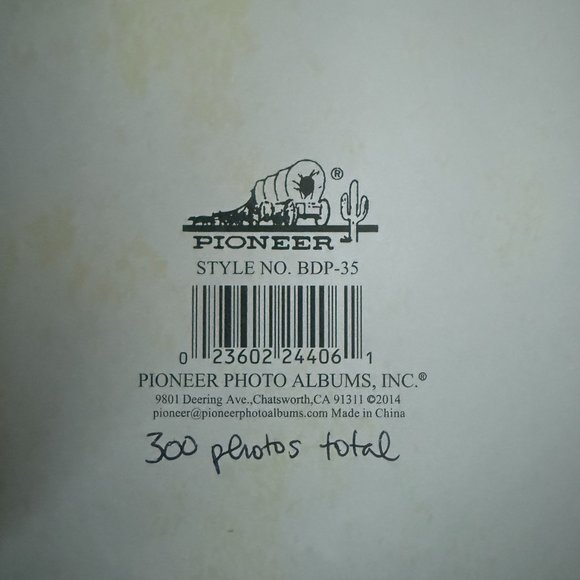 ®
PIONEER
STYLE NO. BDP-35
0 23602 24406 1
PIONEER PHOTO ALBUMS, INC.®
9801 Deering Ave.,Chatsworth,CA 91311 ©2014
pioneer@pioneerphotoalbums.com Made in China
300 photos total